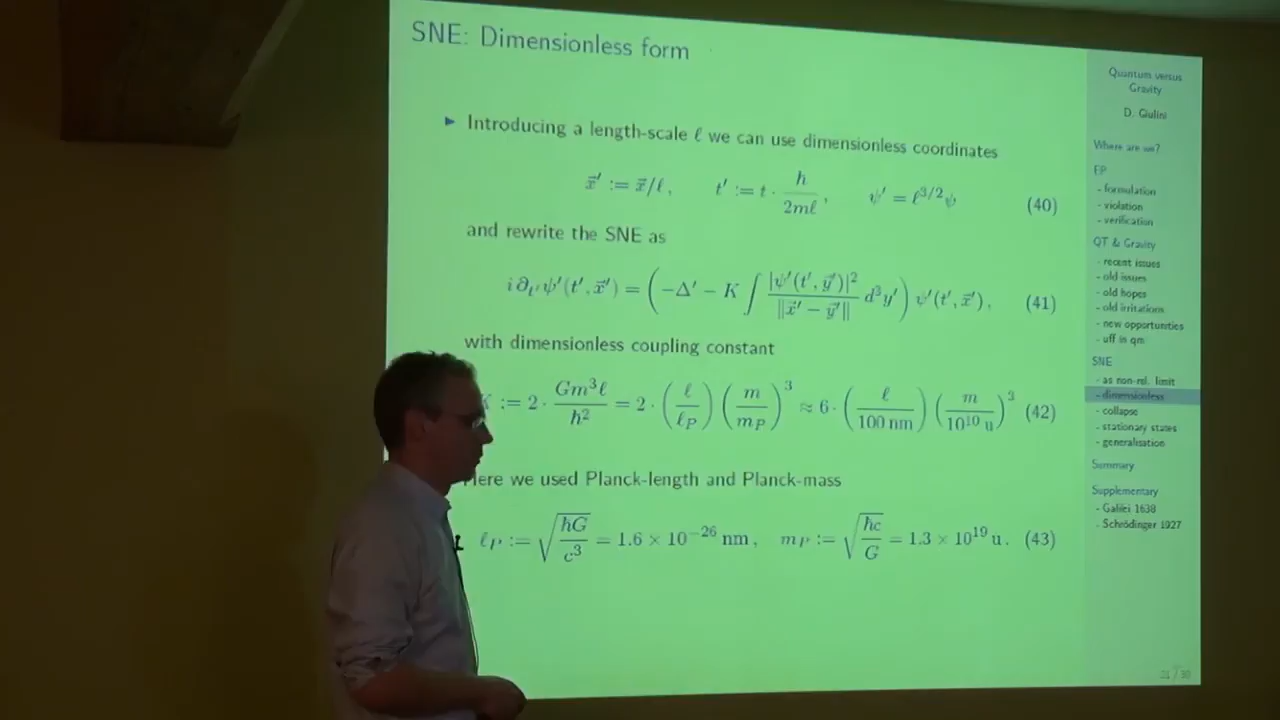 SNE: Dimensionless form
▶ Introducing a length-scale ℓ we can use dimensionless coordinates
x⃗′ := x⃗/ℓ, t′ := t · ℏ/2mℓ, ψ′ = ℓ^{3/2}ψ (40)
and rewrite the SNE as
i ∂_{t′}ψ′(t′, x⃗′) = (−Δ′ − K ∫ |ψ′(t′, y⃗′)|²/‖x⃗′ − y⃗′‖ d³y′) ψ′(t′, x⃗′), (41)
with dimensionless coupling constant
:= 2 · Gm³ℓ/ℏ² = 2 · (ℓ/ℓ_P) (m/m_P)³ ≈ 6 · (ℓ/100 nm) (m/10¹⁰ u)³ (42)
Here we used Planck-length and Planck-mass
ℓ_P := √(ℏG/c³) = 1.6 × 10⁻²⁶ nm, m_P := √(ℏc/G) = 1.3 × 10¹⁹ u. (43)
Quantum versus
Gravity
D. Giulini
Where are we?
EP
- formulation
- violation
- verification
QT & Gravity
- recent issues
- old issues
- old hopes
- old irritations
- new opportunities
- uff in qm
SNE
- as non-rel. limit
- dimensionless
- collapse
- stationary states
- generalisation
Summary
Supplementary
- Galilei 1638
- Schrödinger 1927